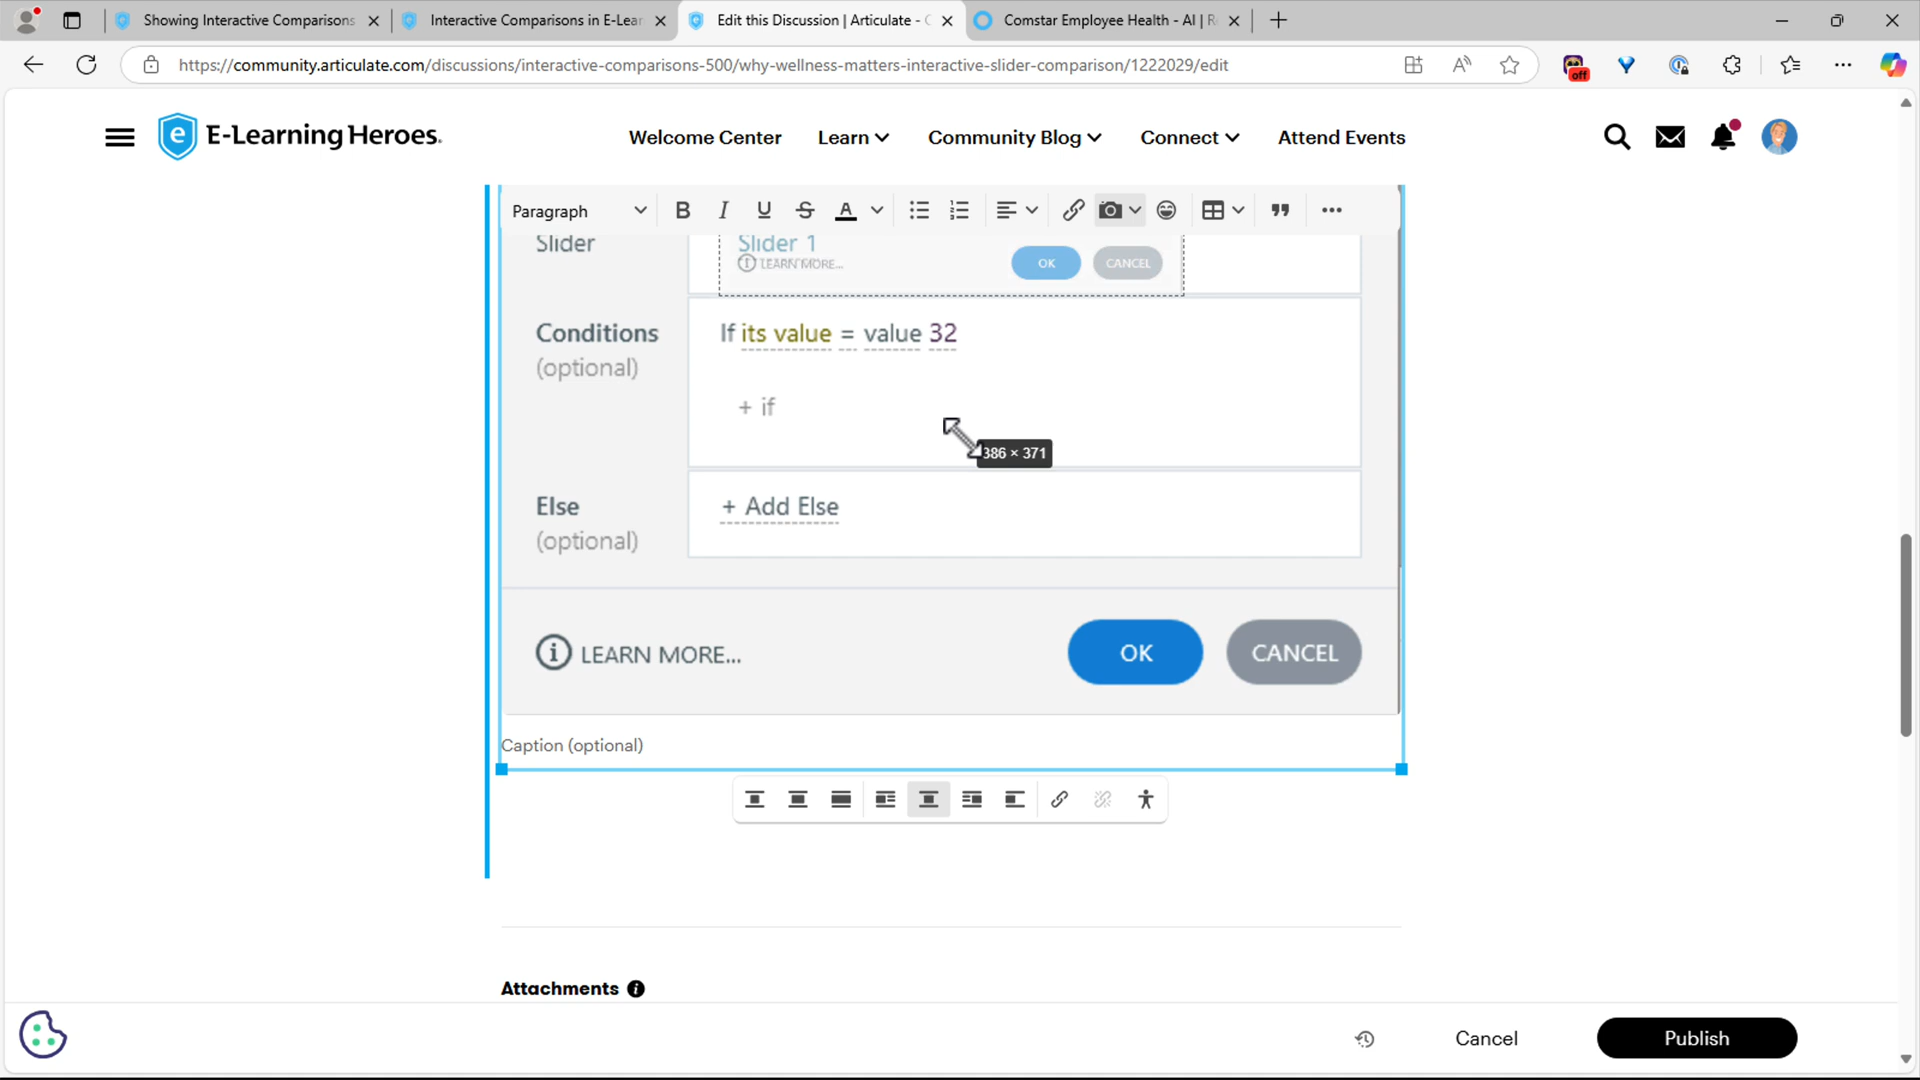 Showing Interactive Comparisons
Interactive Comparisons in E-Lear
Edit this Discussion | Articulate -
Comstar Employee Health - AI | R
https://community.articulate.com/discussions/interactive-comparisons-500/why-wellness-matters-interactive-slider-comparison/1222029/edit
off
e E-Learning Heroes.
Welcome Center
Learn
Community Blog
Connect
Attend Events
Paragraph
B I U S A
Slider
Slider 1
LEARN MORE...
OK
CANCEL
Conditions
(optional)
If its value = value 32
+ if
386 × 371
Else
(optional)
+ Add Else
LEARN MORE...
OK
CANCEL
Caption (optional)
Attachments
Cancel
Publish